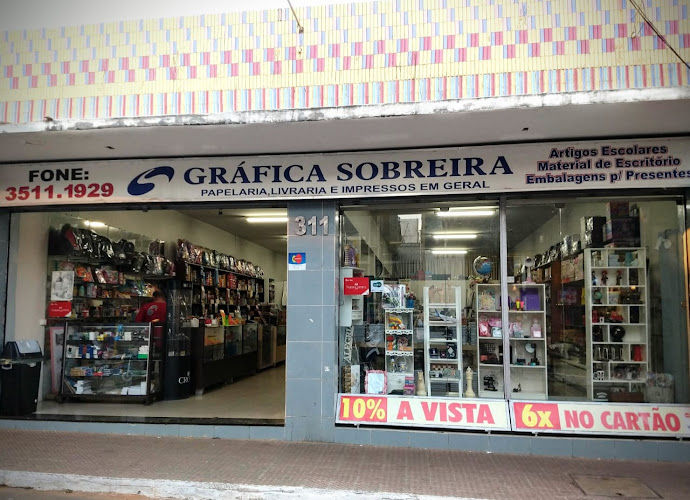 FONE:
3511.1929
GRÁFICA SOBREIRA
PAPELARIA,LIVRARIA E IMPRESSOS EM GERAL
Artigos Escolares
Material de Escritório
Embalagens p/ Presentes
311
10% A VISTA
6x NO CARTÃO